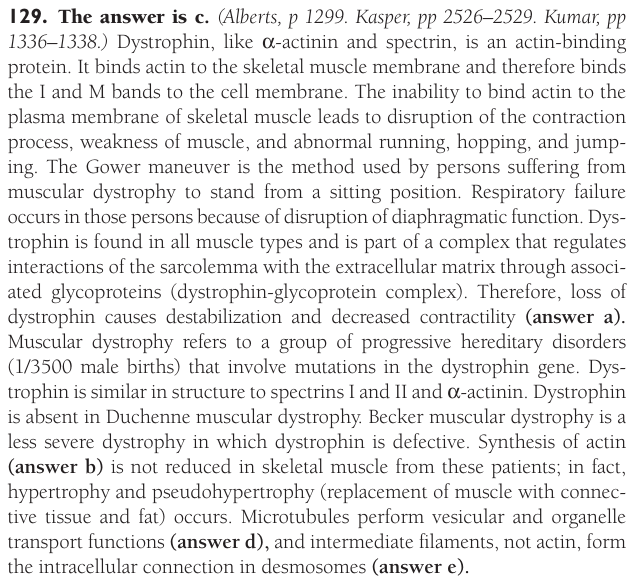 129. The answer is c. (Alberts, p 1299. Kasper, pp 2526–2529. Kumar, pp
1336–1338.) Dystrophin, like α-actinin and spectrin, is an actin-binding
protein. It binds actin to the skeletal muscle membrane and therefore binds
the I and M bands to the cell membrane. The inability to bind actin to the
plasma membrane of skeletal muscle leads to disruption of the contraction
process, weakness of muscle, and abnormal running, hopping, and jump-
ing. The Gower maneuver is the method used by persons suffering from
muscular dystrophy to stand from a sitting position. Respiratory failure
occurs in those persons because of disruption of diaphragmatic function. Dys-
trophin is found in all muscle types and is part of a complex that regulates
interactions of the sarcolemma with the extracellular matrix through associ-
ated glycoproteins (dystrophin-glycoprotein complex). Therefore, loss of
dystrophin causes destabilization and decreased contractility (answer a).
Muscular dystrophy refers to a group of progressive hereditary disorders
(1/3500 male births) that involve mutations in the dystrophin gene. Dys-
trophin is similar in structure to spectrins I and II and α-actinin. Dystrophin
is absent in Duchenne muscular dystrophy. Becker muscular dystrophy is a
less severe dystrophy in which dystrophin is defective. Synthesis of actin
(answer b) is not reduced in skeletal muscle from these patients; in fact,
hypertrophy and pseudohypertrophy (replacement of muscle with connec-
tive tissue and fat) occurs. Microtubules perform vesicular and organelle
transport functions (answer d), and intermediate filaments, not actin, form
the intracellular connection in desmosomes (answer e).